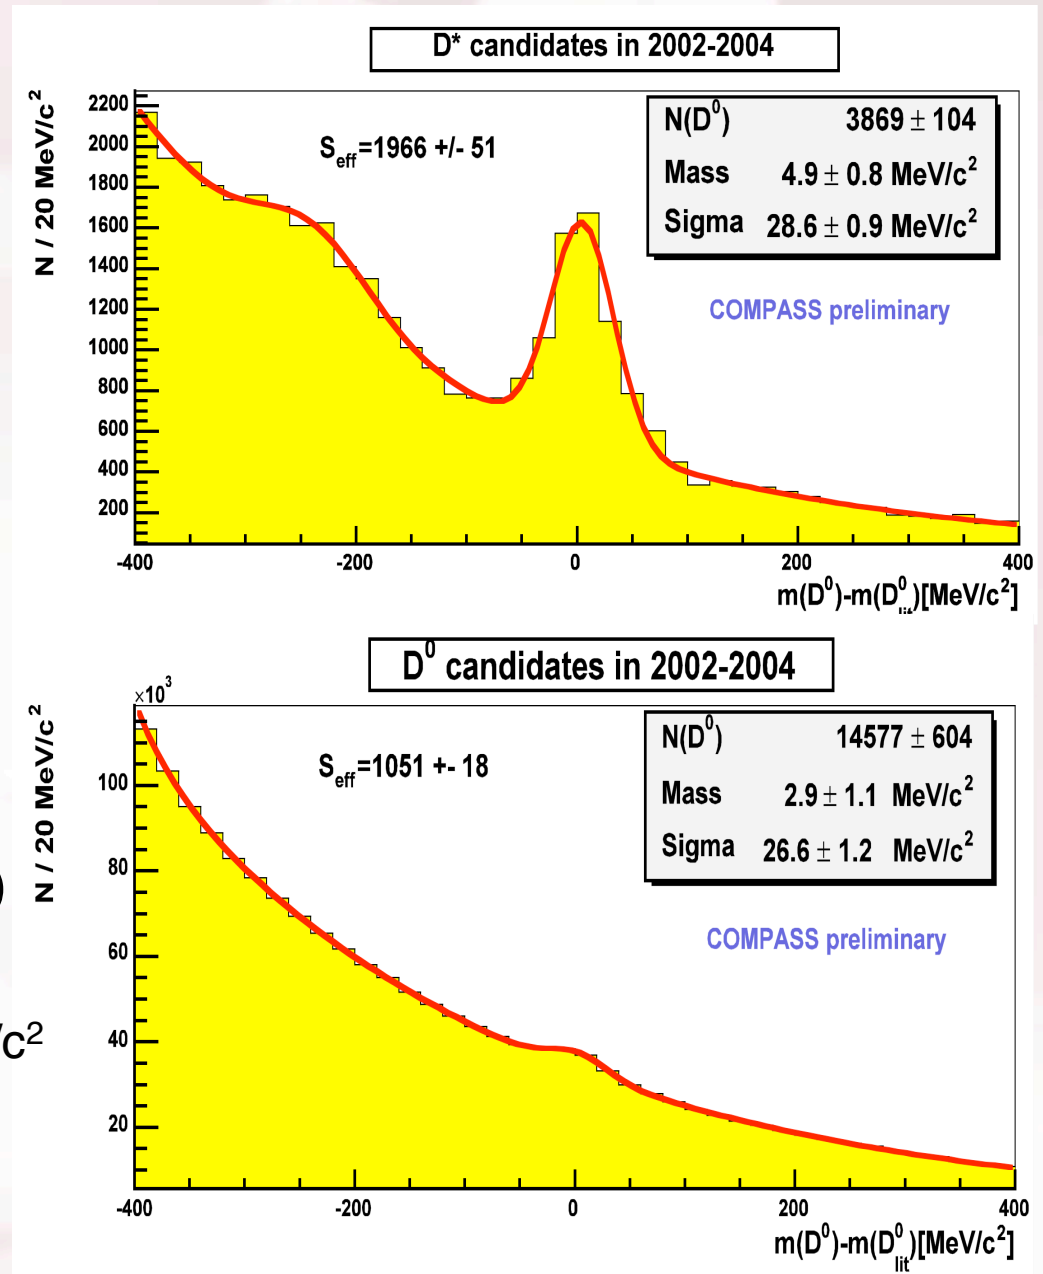 D* candidates in 2002-2004
N / 20 MeV/c²
2200
2000
1800
1600
1400
1200
1000
800
600
400
200
S_eff=1966 +/- 51
N(D⁰) 3869 ± 104
Mass 4.9 ± 0.8 MeV/c²
Sigma 28.6 ± 0.9 MeV/c²
COMPASS preliminary
-400 -200 0 200 400
m(D⁰)-m(D⁰_lit)[MeV/c²]
D⁰ candidates in 2002-2004
×10³
N / 20 MeV/c²
100
80
60
40
20
S_eff=1051 +- 18
N(D⁰) 14577 ± 604
Mass 2.9 ± 1.1 MeV/c²
Sigma 26.6 ± 1.2 MeV/c²
COMPASS preliminary
)
/c²
-400 -200 0 200 400
m(D⁰)-m(D⁰_lit)[MeV/c²]